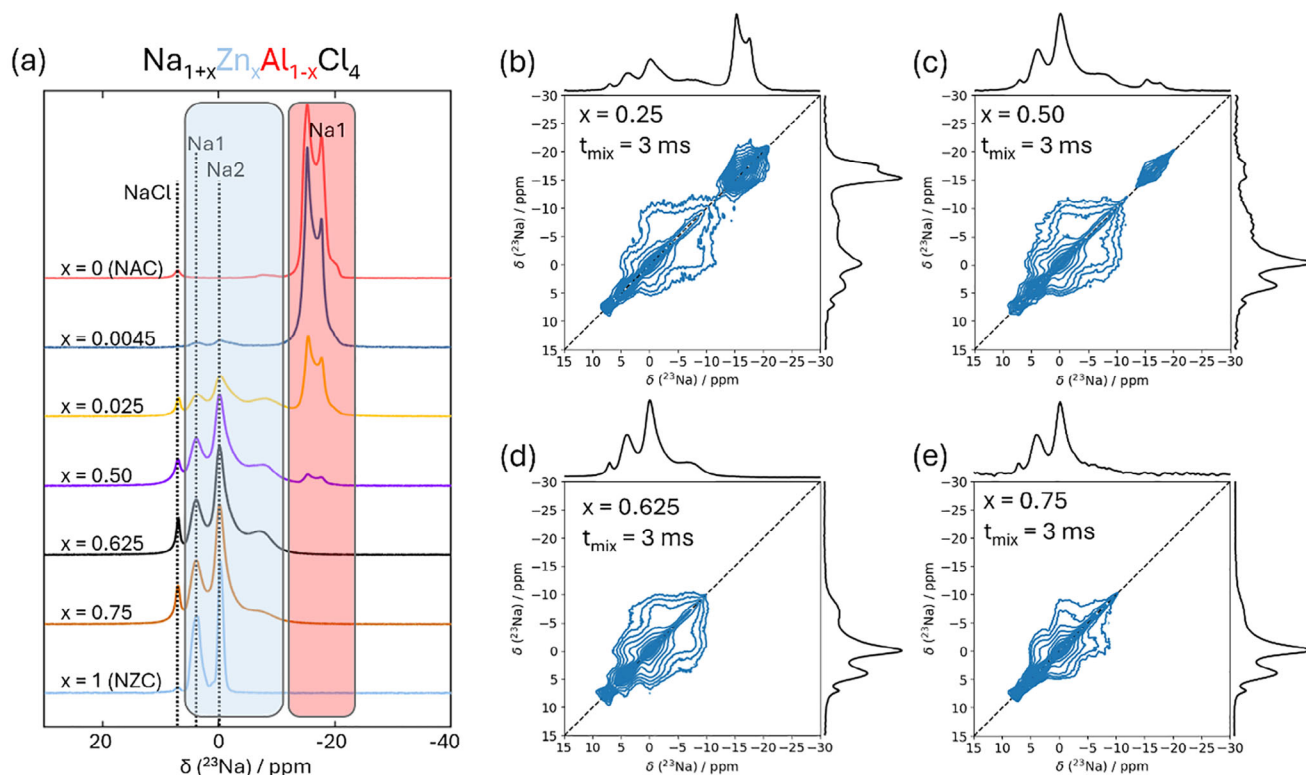 (a)
Na1+xZnxAl1-xCl4
Na1
Na1
Na2
NaCl
x = 0 (NAC)
x = 0.0045
x = 0.025
x = 0.50
x = 0.625
x = 0.75
x = 1 (NZC)
20 0 -20 -40
δ (23Na) / ppm
(b)
x = 0.25
tmix = 3 ms
−30
−25
−20
−15
−10
−5
0
5
10
15
δ (23Na) / ppm
15 10 5 0 −5 −10 −15 −20 −25 −30
δ (23Na) / ppm
(c)
x = 0.50
tmix = 3 ms
−30
−25
−20
−15
−10
−5
0
5
10
15
δ (23Na) / ppm
15 10 5 0 −5 −10 −15 −20 −25 −30
δ (23Na) / ppm
(d)
x = 0.625
tmix = 3 ms
−30
−25
−20
−15
−10
−5
0
5
10
15
δ (23Na) / ppm
15 10 5 0 −5 −10 −15 −20 −25 −30
δ (23Na) / ppm
(e)
x = 0.75
tmix = 3 ms
−30
−25
−20
−15
−10
−5
0
5
10
15
δ (23Na) / ppm
15 10 5 0 −5 −10 −15 −20 −25 −30
δ (23Na) / ppm